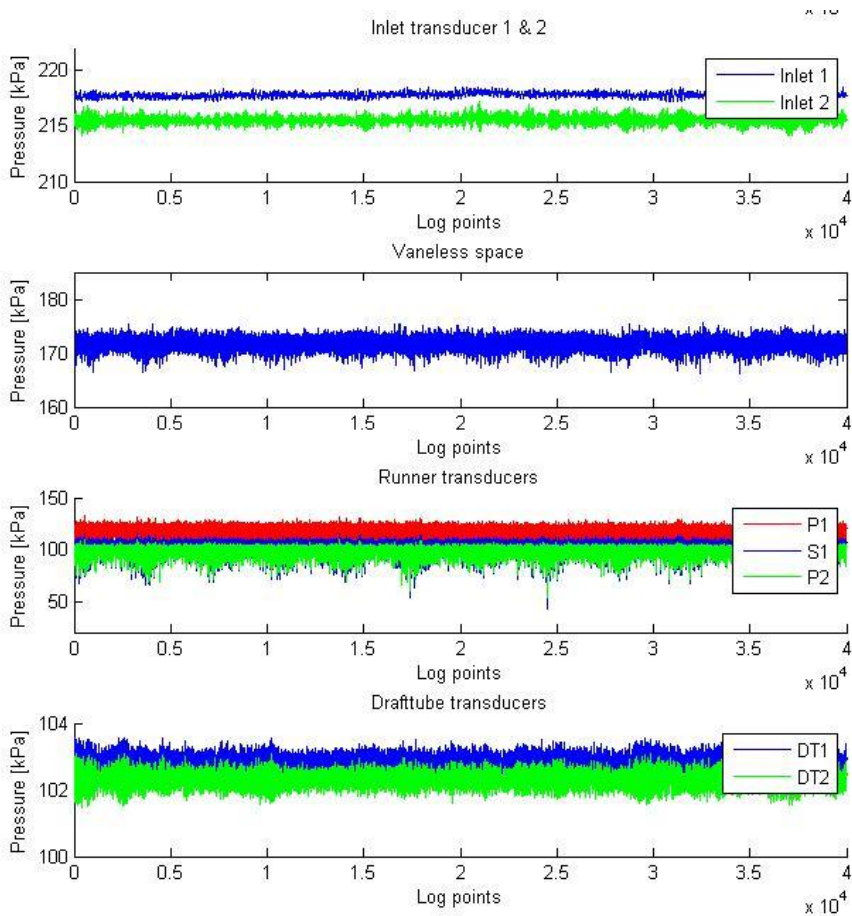 Inlet transducer 1 & 2
Pressure [kPa]
220
215
210
Inlet 1
Inlet 2
0 0.5 1 1.5 2 2.5 3 3.5 4
Log points
x 10^4
Vaneless space
Pressure [kPa]
180
170
160
0 0.5 1 1.5 2 2.5 3 3.5 4
Log points
x 10^4
Runner transducers
Pressure [kPa]
150
100
50
P1
S1
P2
0 0.5 1 1.5 2 2.5 3 3.5 4
Log points
x 10^4
Drafttube transducers
Pressure [kPa]
104
102
100
DT1
DT2
0 0.5 1 1.5 2 2.5 3 3.5 4
Log points
x 10^4